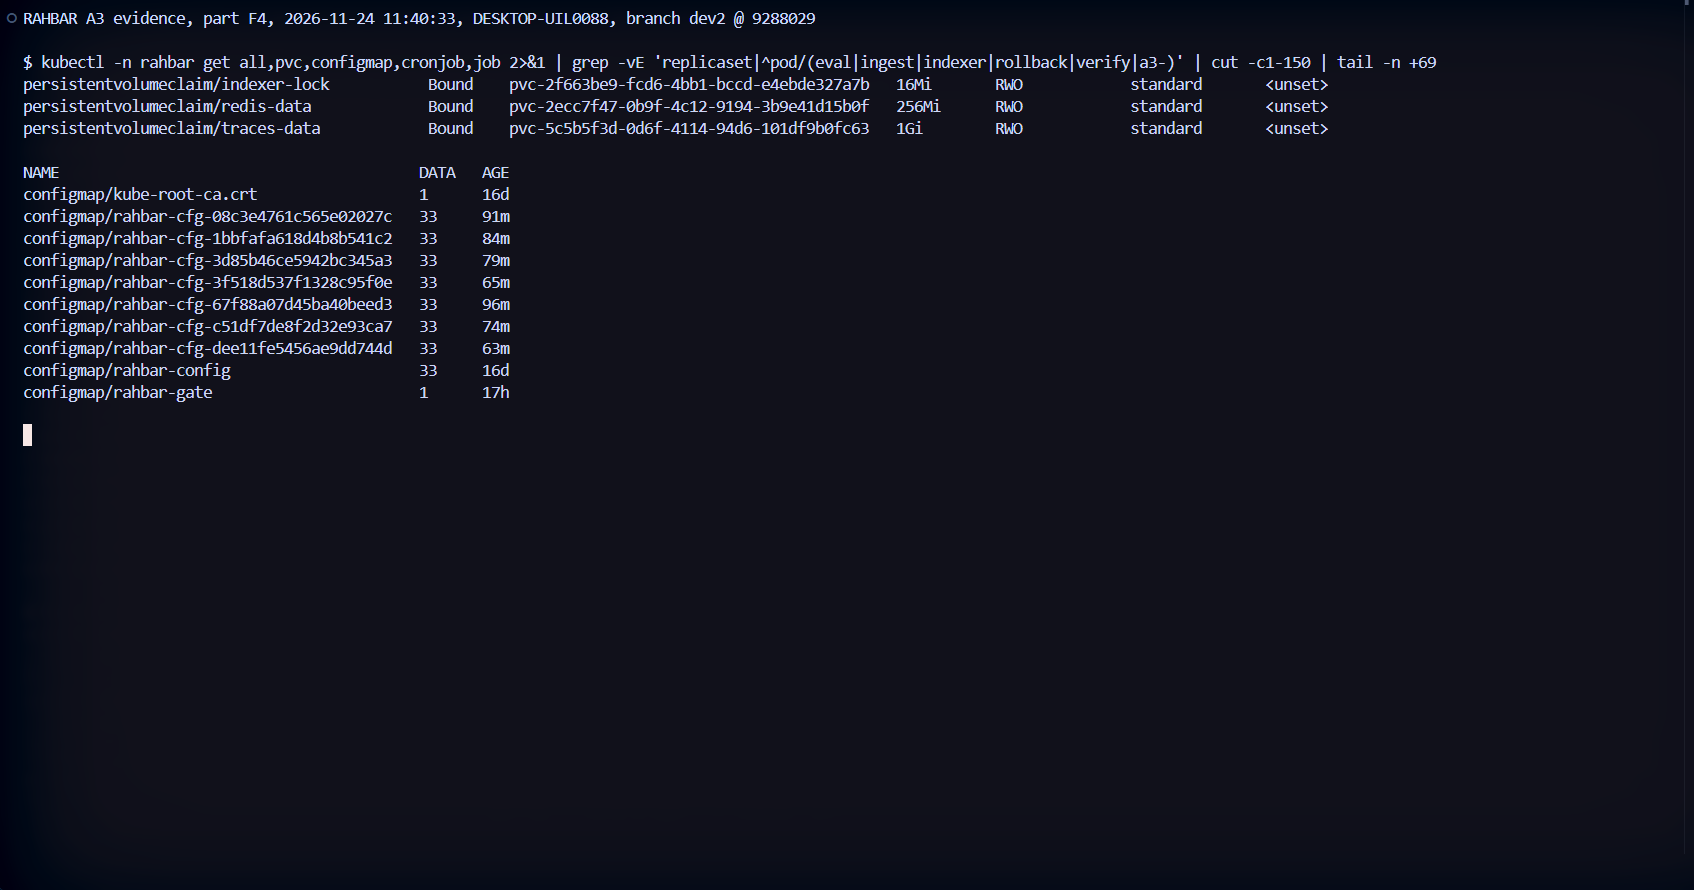 RAHBAR A3 evidence, part F4, 2026-11-24 11:40:33, DESKTOP-UIL0088, branch dev2 @ 9288029
$ kubectl -n rahbar get all,pvc,configmap,cronjob,job 2>&1 | grep -vE 'replicaset|^pod/(eval|ingest|indexer|rollback|verify|a3-)' | cut -c1-150 | tail -n +69
persistentvolumeclaim/indexer-lock Bound pvc-2f663be9-fcd6-4bb1-bccd-e4ebde327a7b 16Mi RWO standard <unset>
persistentvolumeclaim/redis-data Bound pvc-2ecc7f47-0b9f-4c12-9194-3b9e41d15b0f 256Mi RWO standard <unset>
persistentvolumeclaim/traces-data Bound pvc-5c5b5f3d-0d6f-4114-94d6-101df9b0fc63 1Gi RWO standard <unset>
NAME DATA AGE
configmap/kube-root-ca.crt 1 16d
configmap/rahbar-cfg-08c3e4761c565e02027c 33 91m
configmap/rahbar-cfg-1bbfafa618d4b8b541c2 33 84m
configmap/rahbar-cfg-3d85b46ce5942bc345a3 33 79m
configmap/rahbar-cfg-3f518d537f1328c95f0e 33 65m
configmap/rahbar-cfg-67f88a07d45ba40beed3 33 96m
configmap/rahbar-cfg-c51df7de8f2d32e93ca7 33 74m
configmap/rahbar-cfg-dee11fe5456ae9dd744d 33 63m
configmap/rahbar-config 33 16d
configmap/rahbar-gate 1 17h